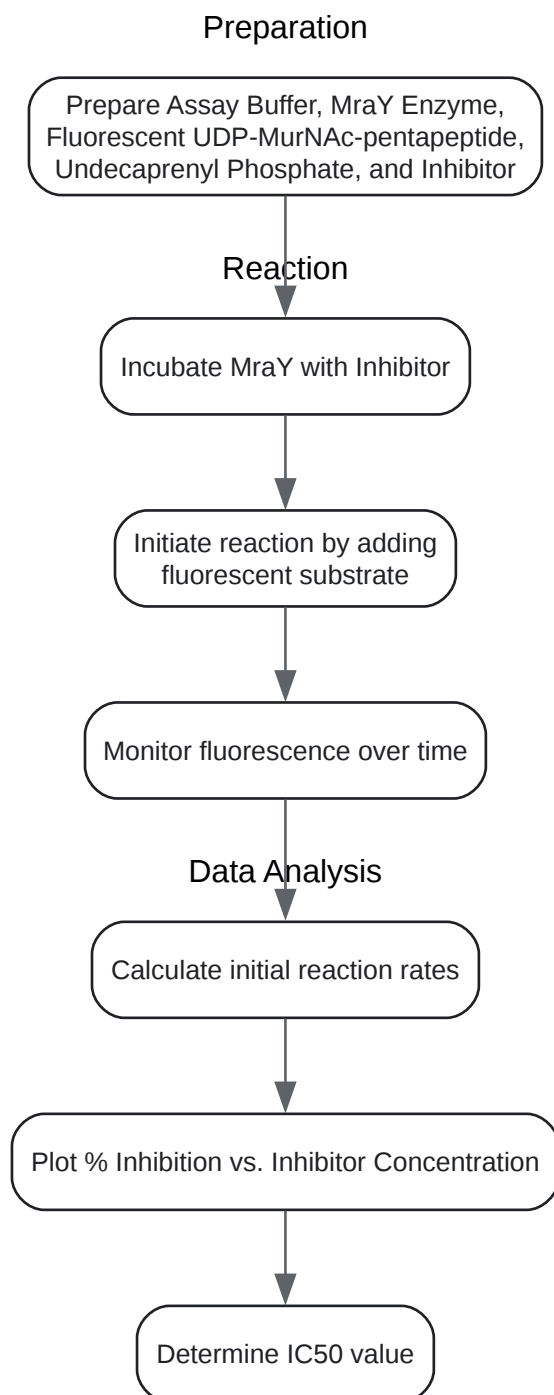 Preparation
Prepare Assay Buffer, MraY Enzyme,
Fluorescent UDP-MurNAc-pentapeptide,
Undecaprenyl Phosphate, and Inhibitor
Reaction
Incubate MraY with Inhibitor
Initiate reaction by adding
fluorescent substrate
Monitor fluorescence over time
Data Analysis
Calculate initial reaction rates
Plot % Inhibition vs. Inhibitor Concentration
Determine IC50 value